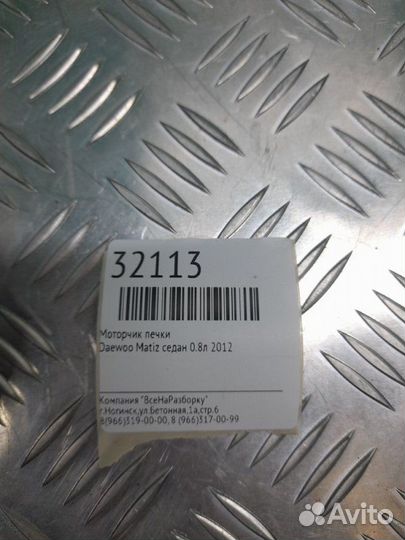 32113
Моторчик печки
Daewoo Matiz седан 0.8л 2012
Компания "ВсеНаРазборку"
г.Ногинск,ул.Бетонная,1а,стр.6
8(966)319-00-00, 8 (966)317-00-99
Avito